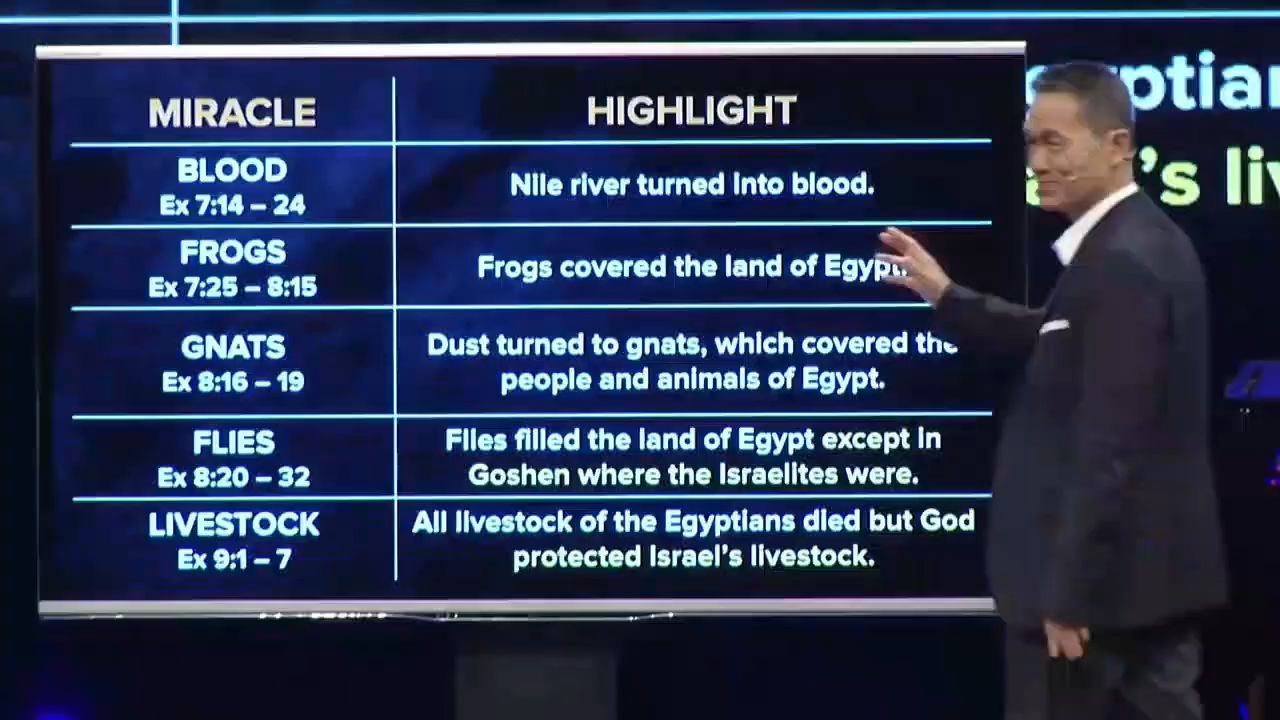 MIRACLE
HIGHLIGHT
BLOOD
Ex 7:14 – 24
Nile river turned into blood.
FROGS
Ex 7:25 – 8:15
Frogs covered the land of Egypt.
GNATS
Ex 8:16 – 19
Dust turned to gnats, which covered the
people and animals of Egypt.
FLIES
Ex 8:20 – 32
Flies filled the land of Egypt except in
Goshen where the Israelites were.
LIVESTOCK
Ex 9:1 – 7
All livestock of the Egyptians died but God
protected Israel's livestock.